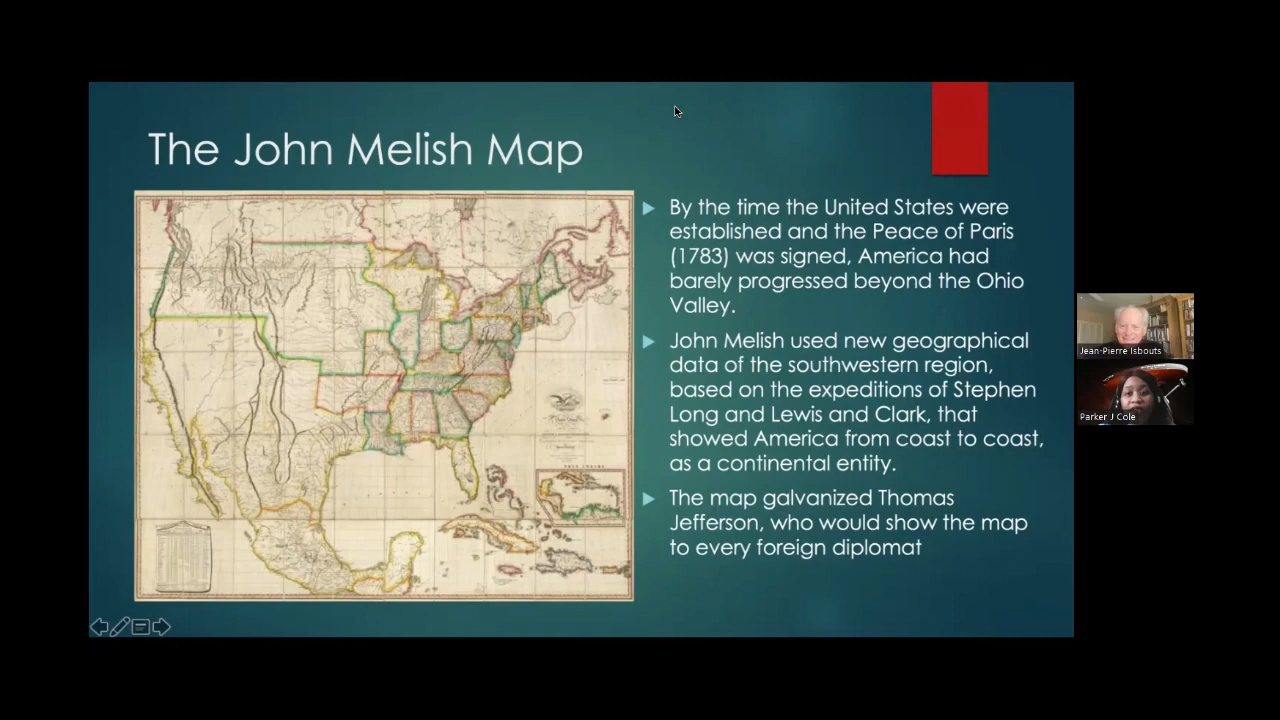 The John Melish Map
By the time the United States were
established and the Peace of Paris
(1783) was signed, America had
barely progressed beyond the Ohio
Valley.
John Melish used new geographical
data of the southwestern region,
based on the expeditions of Stephen
Long and Lewis and Clark, that
showed America from coast to coast,
as a continental entity.
The map galvanized Thomas
Jefferson, who would show the map
to every foreign diplomat
Jean-Pierre Isbouts
Parker J Cole